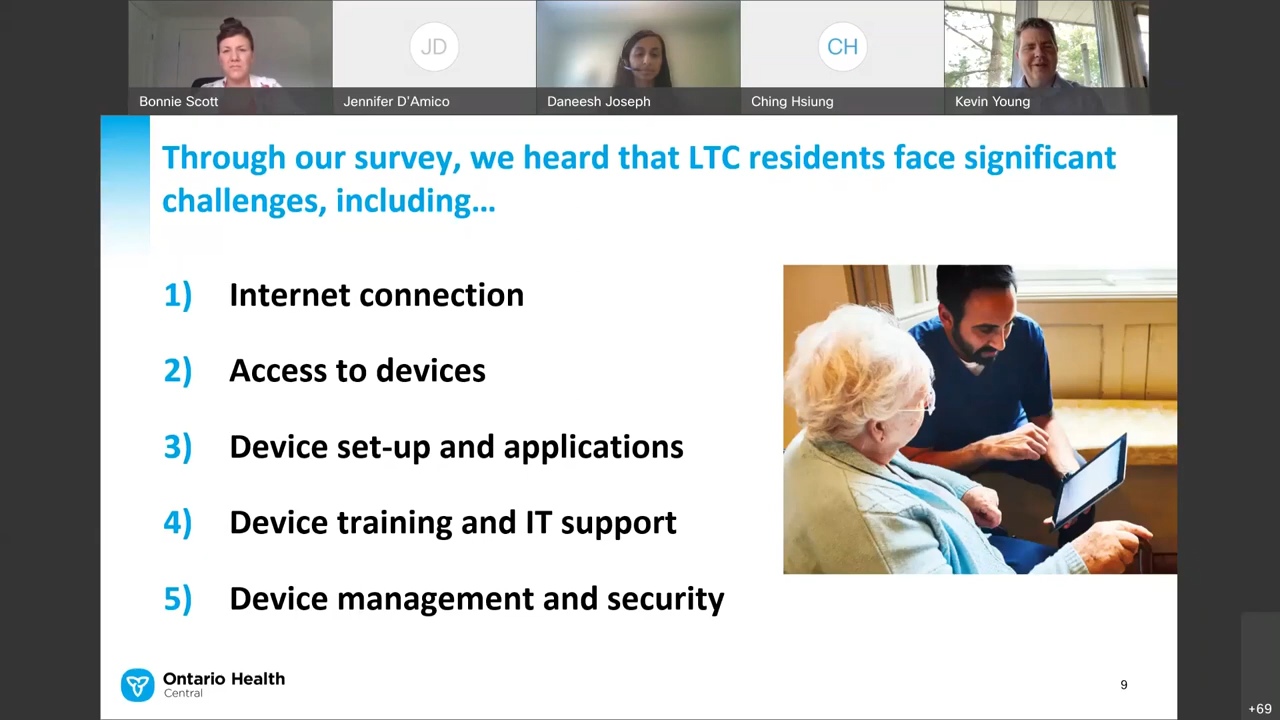 Bonnie Scott
JD
Jennifer D'Amico
Daneesh Joseph
CH
Ching Hsiung
Kevin Young
Through our survey, we heard that LTC residents face significant
challenges, including…
1) Internet connection
2) Access to devices
3) Device set-up and applications
4) Device training and IT support
5) Device management and security
Ontario Health
Central
9
+69